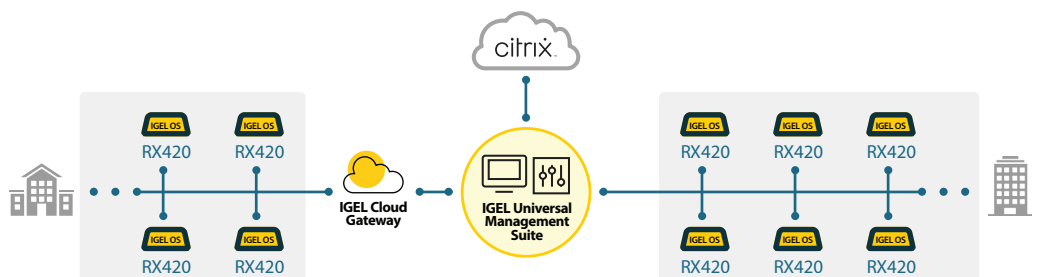 citrix™
IGEL OS
RX420
IGEL OS
RX420
IGEL OS
RX420
IGEL OS
RX420
IGEL Cloud
Gateway
IGEL Universal
Management
Suite
IGEL OS
RX420
IGEL OS
RX420
IGEL OS
RX420
IGEL OS
RX420
IGEL OS
RX420
IGEL OS
RX420